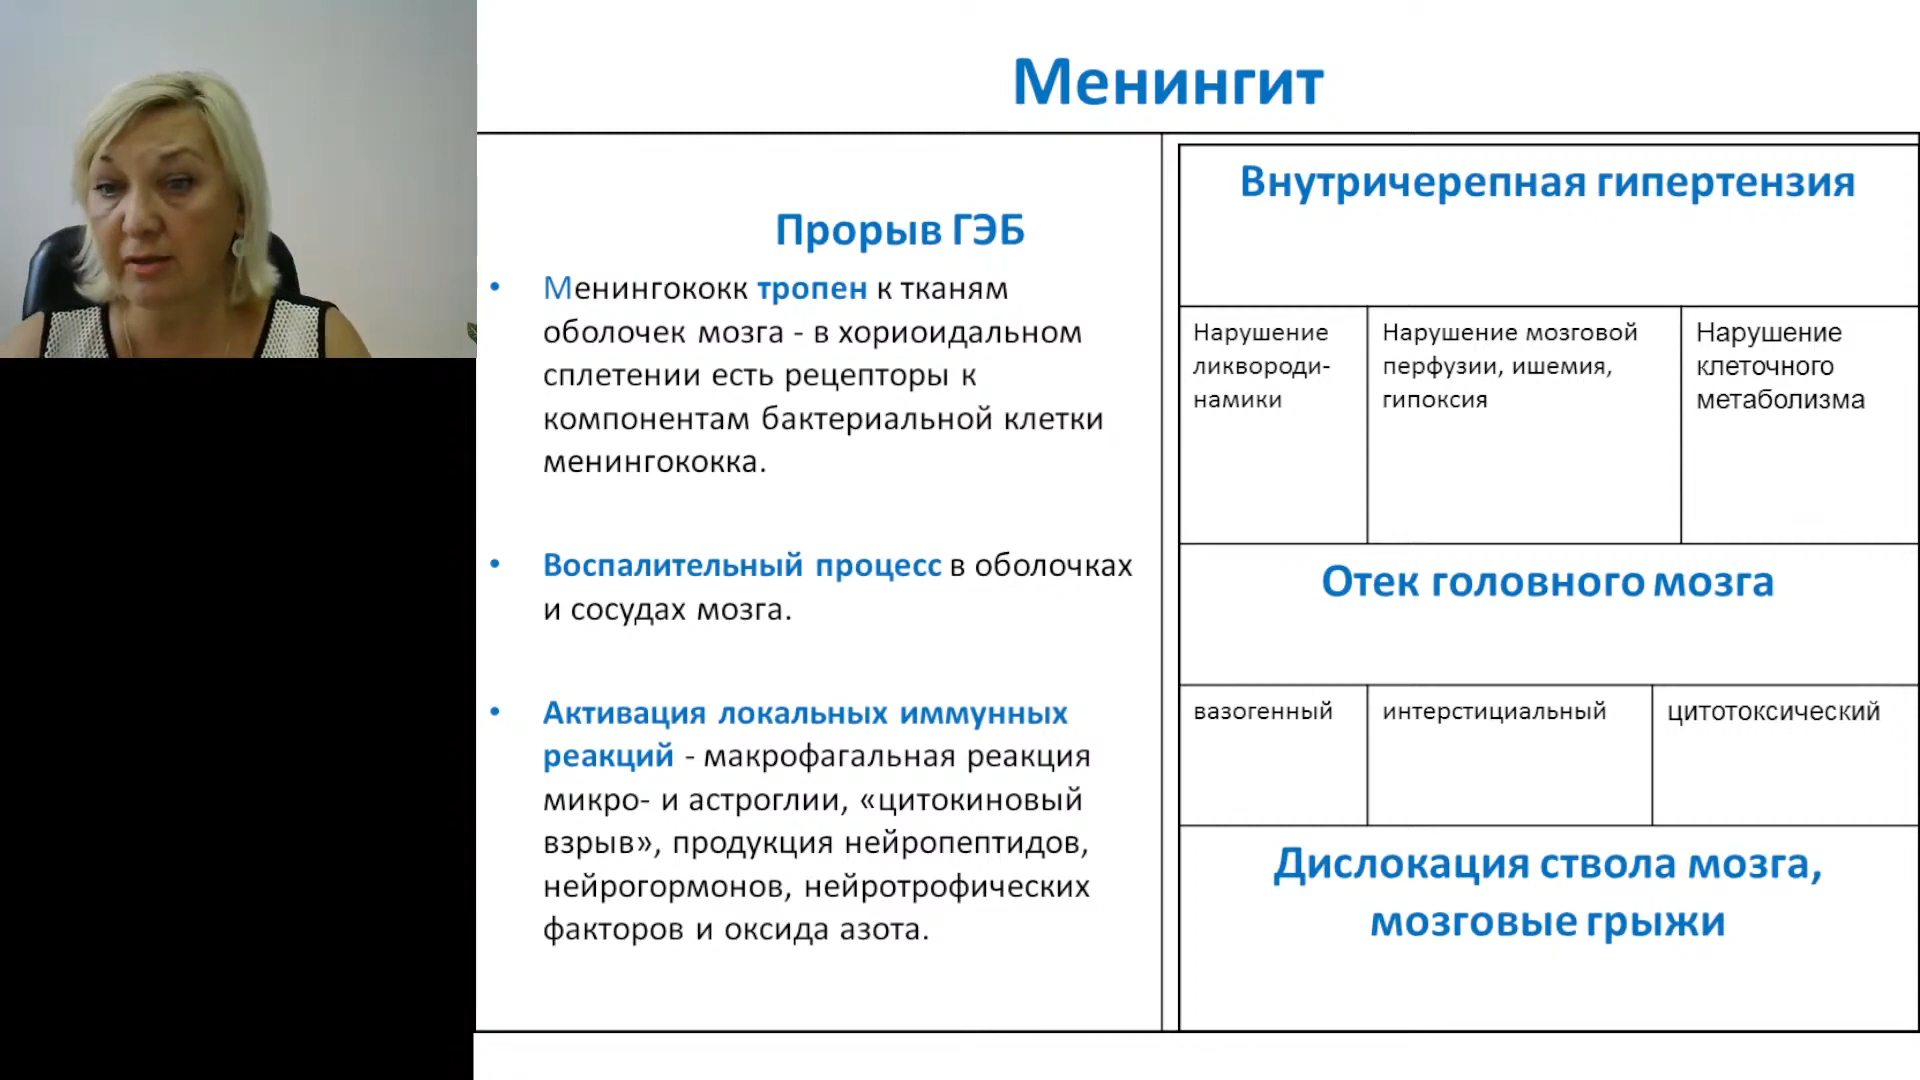 Менингит
Прорыв ГЭБ
• Менингококк тропен к тканям
оболочек мозга - в хориоидальном
сплетении есть рецепторы к
компонентам бактериальной клетки
менингококка.
• Воспалительный процесс в оболочках
и сосудах мозга.
• Активация локальных иммунных
реакций - макрофагальная реакция
микро- и астроглии, «цитокиновый
взрыв», продукция нейропептидов,
нейрогормонов, нейротрофических
факторов и оксида азота.
Внутричерепная гипертензия
Нарушение
ликвороди-
намики
Нарушение мозговой
перфузии, ишемия,
гипоксия
Нарушение
клеточного
метаболизма
Отек головного мозга
вазогенный
интерстициальный
цитотоксический
Дислокация ствола мозга,
мозговые грыжи